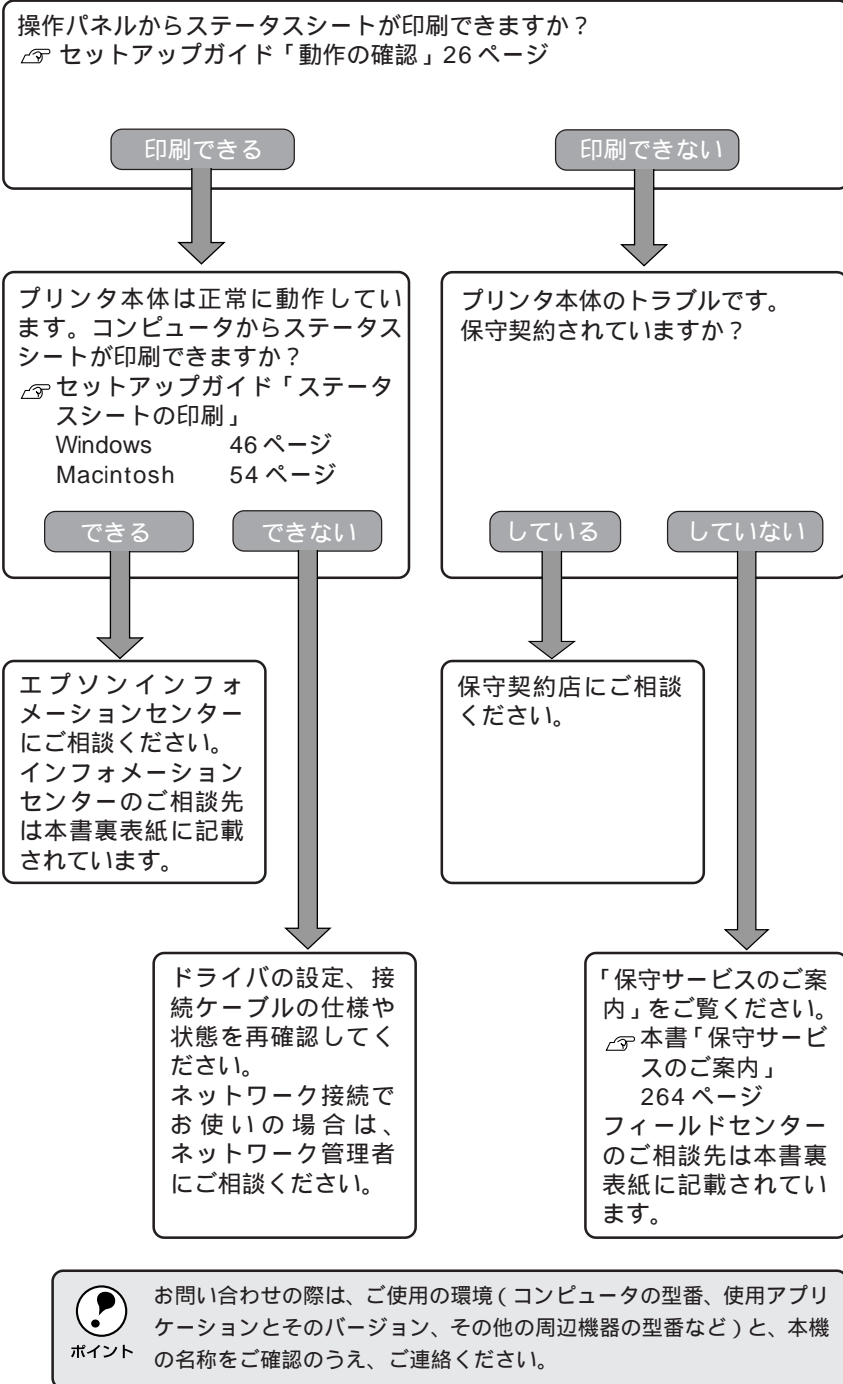 操作パネルからステータスシートが印刷できますか?
セットアップガイド「動作の確認」26 ページ
印刷できる
印刷できない
プリンタ本体は正常に動作してい
ます。コンピュータからステータス
シートが印刷できますか?
セットアップガイド「ステータ
スシートの印刷」
Windows 46 ページ
Macintosh 54 ページ
できる
できない
プリンタ本体のトラブルです。
保守契約されていますか?
している
していない
エプソンインフォ
メーションセンター
にご相談ください。
インフォメーション
センターのご相談先
は本書裏表紙に記載
されています。
保守契約店にご相談
ください。
ドライバの設定、接
続ケーブルの仕様や
状態を再確認してく
ださい。
ネットワーク接続で
お使いの場合は、
ネットワーク管理者
にご相談ください。
「保守サービスのご案
内」をご覧ください。
本書「保守サービ
スのご案内」
264 ページ
フィールドセンター
のご相談先は本書裏
表紙に記載されてい
ます。
ポイント
お問い合わせの際は、ご使用の環境(コンピュータの型番、使用アプリ
ケーションとそのバージョン、その他の周辺機器の型番など)と、本機
の名称をご確認のうえ、ご連絡ください。